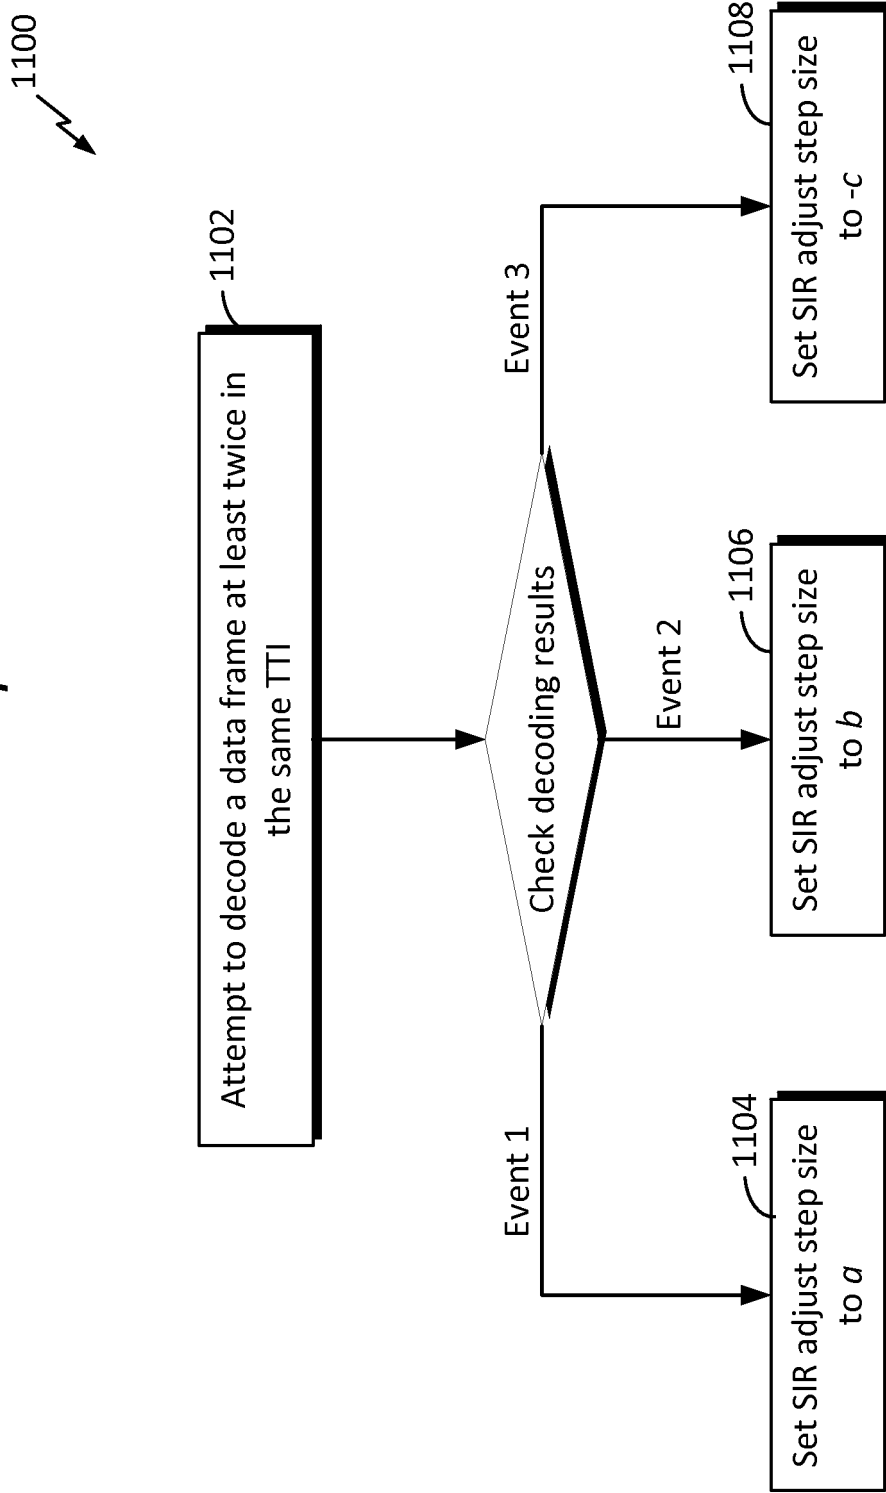 1100
1102
Attempt to decode a data frame at least twice in
the same TTI
Check decoding results
Event 1
Event 2
Event 3
1104
Set SIR adjust step size
to a
1106
Set SIR adjust step size
to b
1108
Set SIR adjust step size
to -c